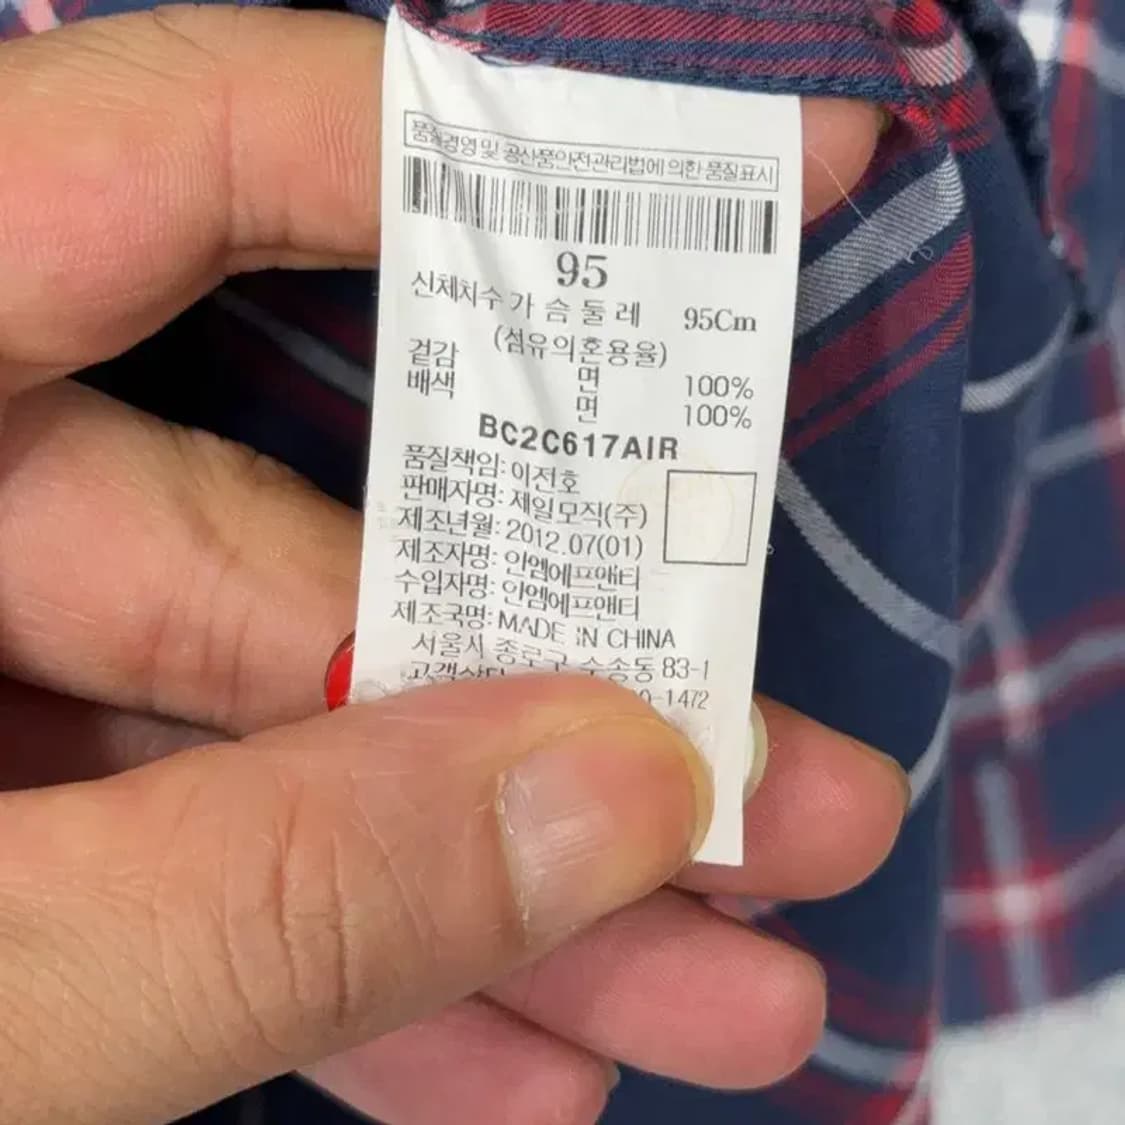 품질경영 및 공산품안전관리법에 의한 품질표시
95
신체치수 가 슴 둘 레 95Cm
(섬유의혼용율)
겉감 면 100%
배색 면 100%
BC2C617AIR
품질책임: 이전호
판매자명: 제일모직(주)
제조년월: 2012.07(01)
제조자명: 안엠에프앤티
수입자명: 안엠에프앤티
제조국명: MADE IN CHINA
서울시 종로구 수송동 83-1
-1472